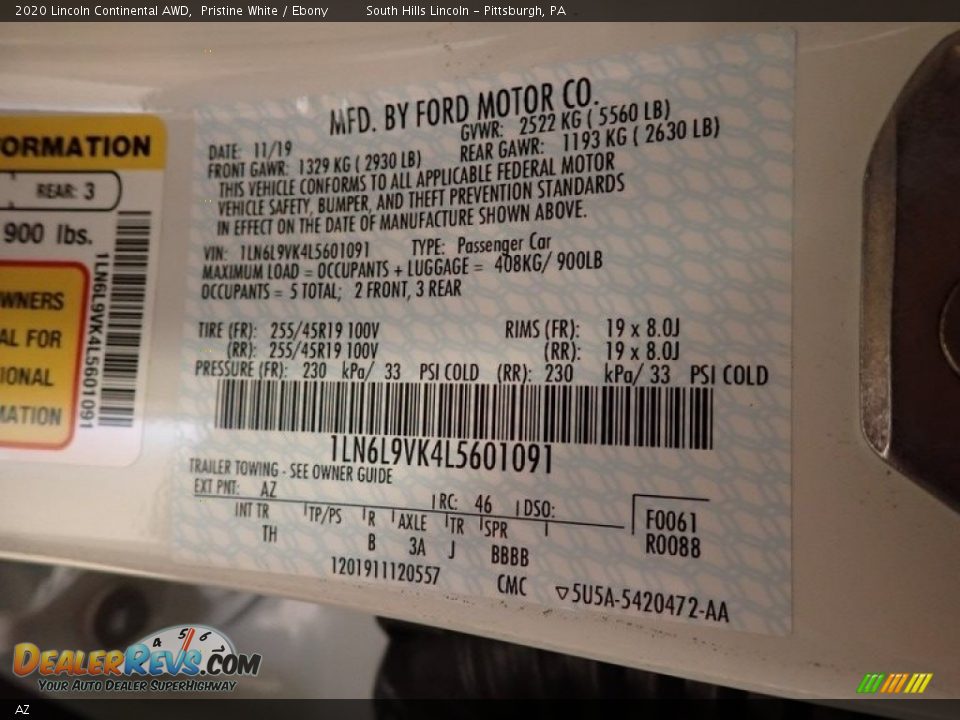 2020 Lincoln Continental AWD, Pristine White / Ebony South Hills Lincoln - Pittsburgh, PA
ORMATION
REAR: 3
900 lbs.
WNERS
AL FOR
IONAL
MATION
1LN6L9VK4L5601091
MFD. BY FORD MOTOR CO.
DATE: 11/19 GVWR: 2522 KG ( 5560 LB)
FRONT GAWR: 1329 KG ( 2930 LB) REAR GAWR: 1193 KG ( 2630 LB)
THIS VEHICLE CONFORMS TO ALL APPLICABLE FEDERAL MOTOR
VEHICLE SAFETY, BUMPER, AND THEFT PREVENTION STANDARDS
IN EFFECT ON THE DATE OF MANUFACTURE SHOWN ABOVE.
VIN: 1LN6L9VK4L5601091 TYPE: Passenger Car
MAXIMUM LOAD = OCCUPANTS + LUGGAGE = 408KG/ 900LB
OCCUPANTS = 5 TOTAL; 2 FRONT, 3 REAR
TIRE (FR): 255/45R19 100V RIMS (FR): 19 x 8.0J
(RR): 255/45R19 100V (RR): 19 x 8.0J
PRESSURE (FR): 230 kPa/ 33 PSI COLD (RR): 230 kPa/ 33 PSI COLD
1LN6L9VK4L5601091
TRAILER TOWING - SEE OWNER GUIDE
EXT PNT: AZ RC: 46 DSO:
INT TR TP/PS R AXLE TR SPR
TH B 3A J BBBB
F0061
R0088
1201911120557 CMC ▽5U5A-5420472-AA
4 5 6
DEALERREVS.COM
YOUR AUTO DEALER SUPERHIGHWAY
AZ